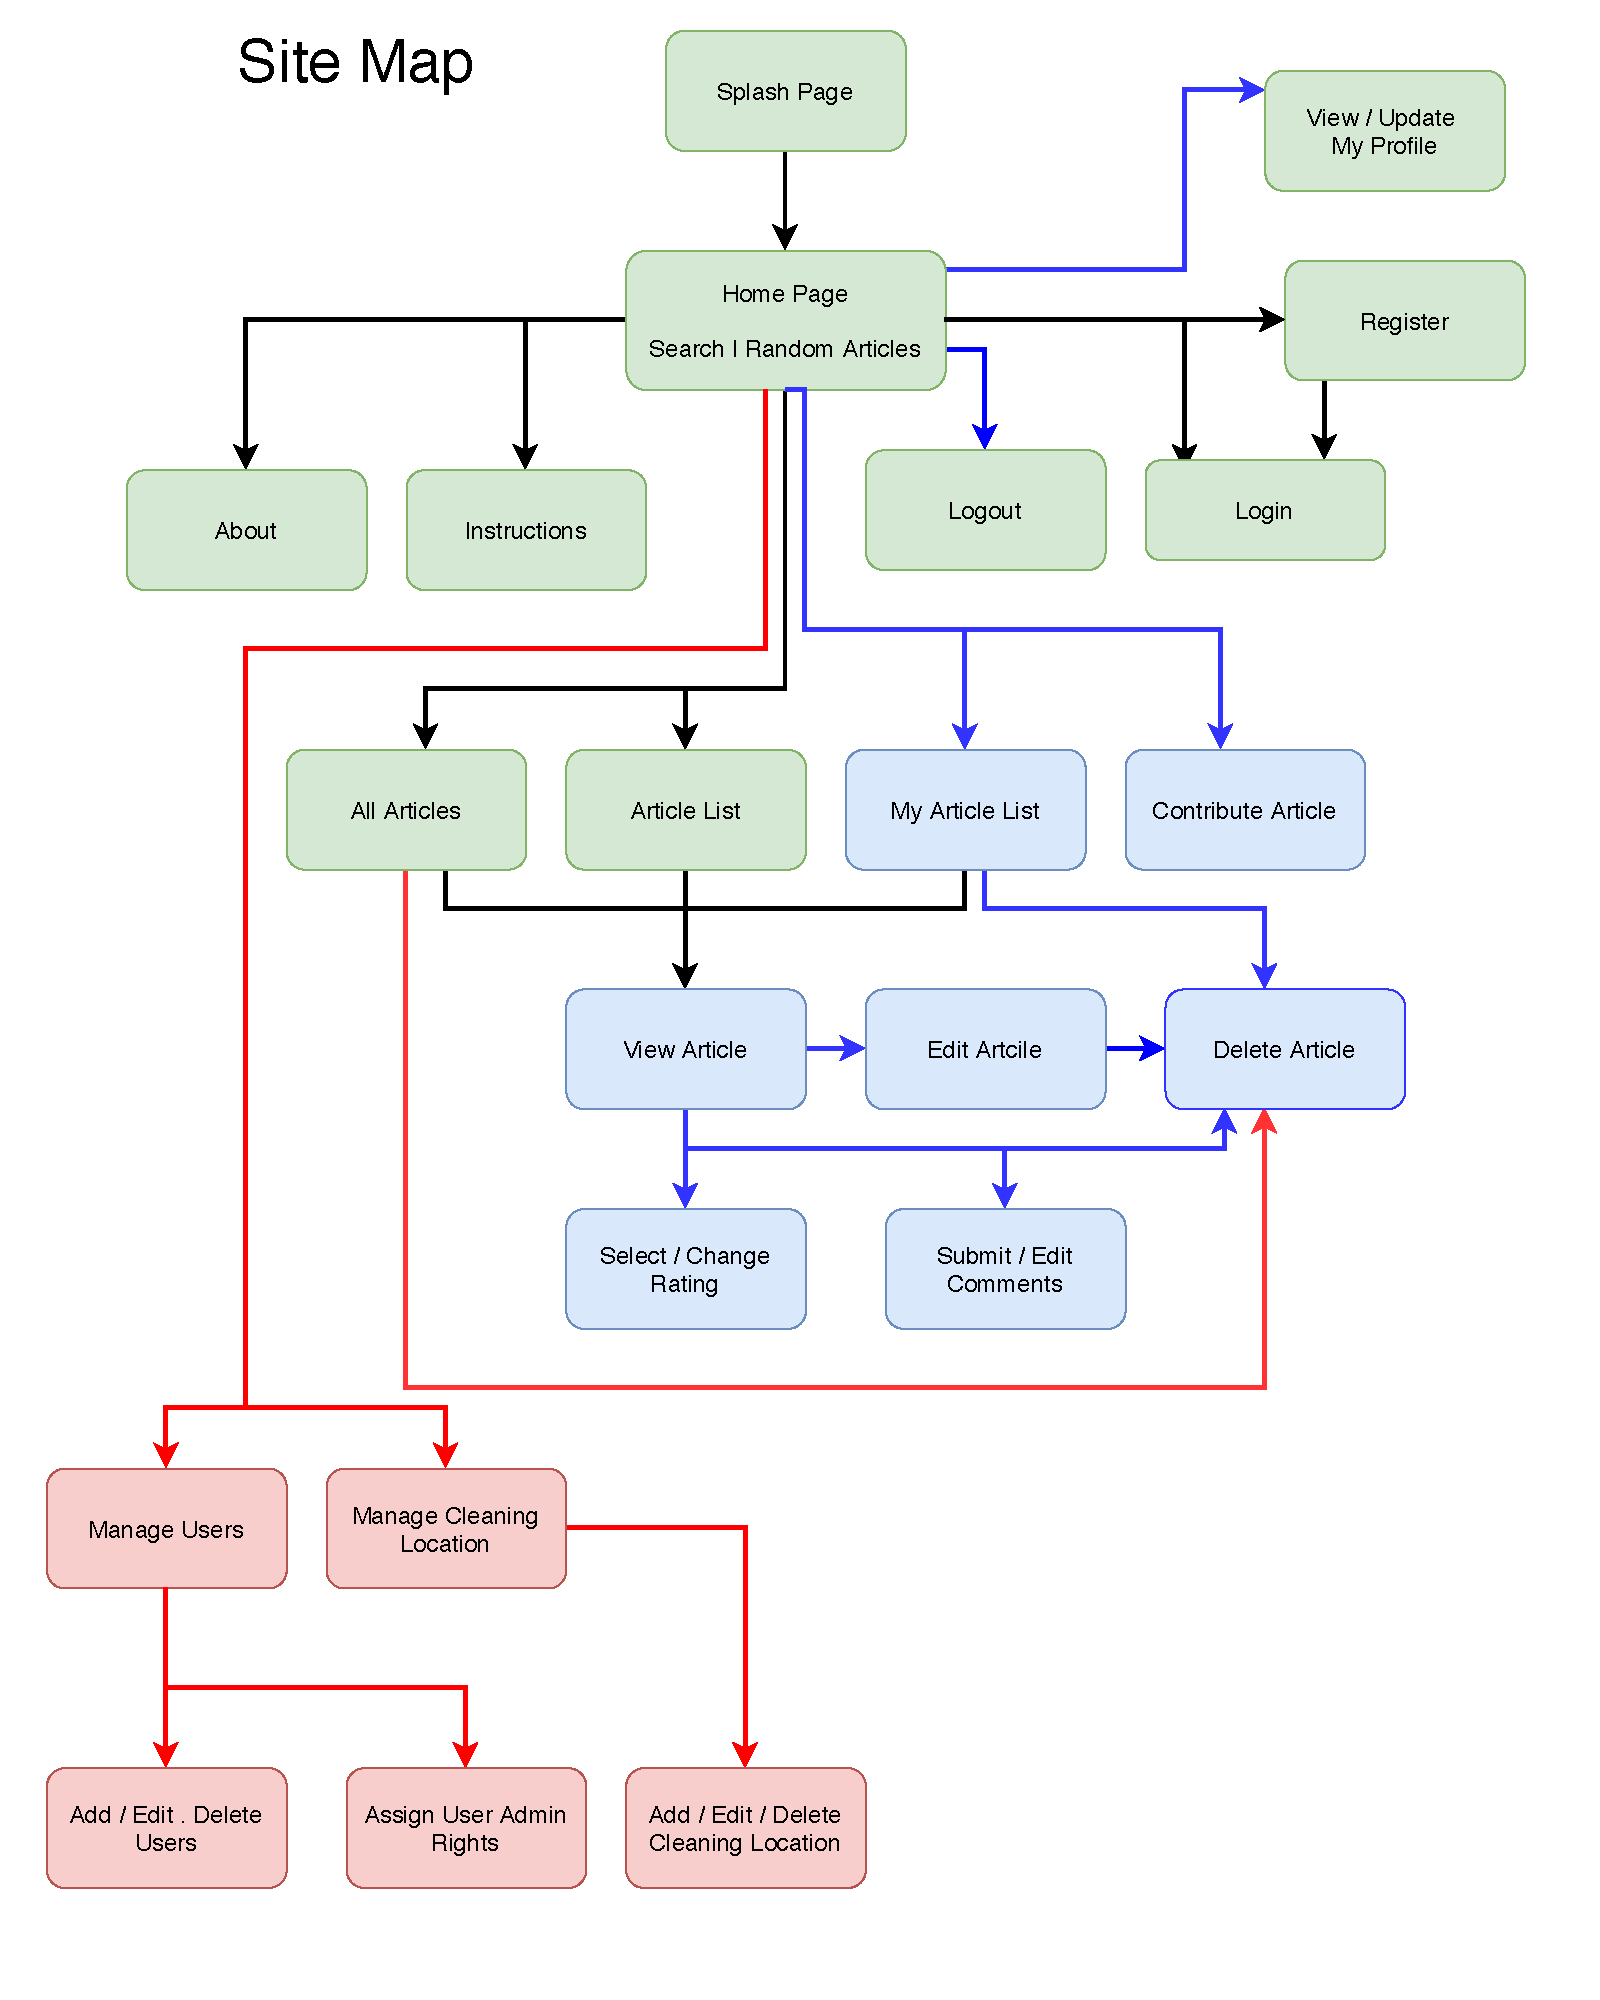 Site Map
Splash Page
View / Update
My Profile
Home Page
Search | Random Articles
Register
About
Instructions
Logout
Login
All Articles
Article List
My Article List
Contribute Article
View Article
Edit Artcile
Delete Article
Select / Change
Rating
Submit / Edit
Comments
Manage Users
Manage Cleaning
Location
Add / Edit . Delete
Users
Assign User Admin
Rights
Add / Edit / Delete
Cleaning Location